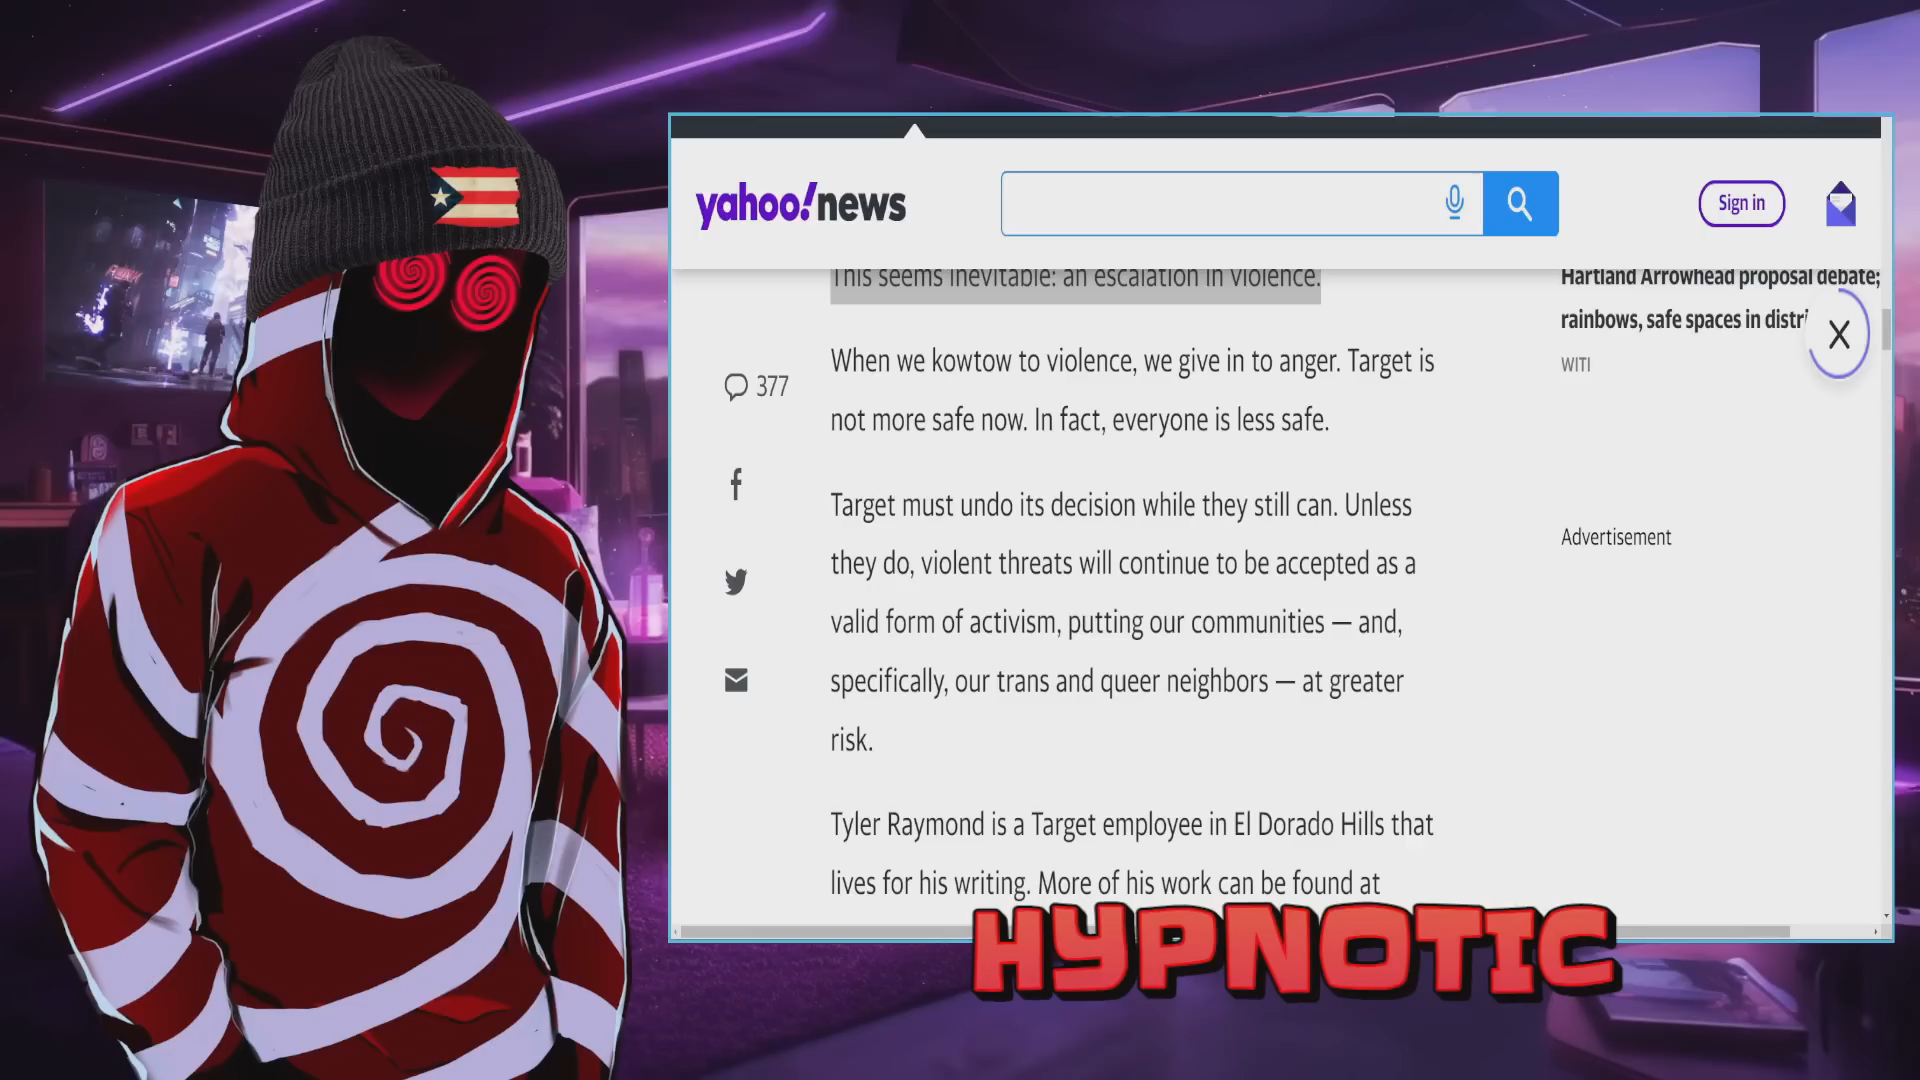 yahoo!news
Sign in
This seems inevitable: an escalation in violence.
When we kowtow to violence, we give in to anger. Target is
not more safe now. In fact, everyone is less safe.
Target must undo its decision while they still can. Unless
they do, violent threats will continue to be accepted as a
valid form of activism, putting our communities — and,
specifically, our trans and queer neighbors — at greater
risk.
Tyler Raymond is a Target employee in El Dorado Hills that
lives for his writing. More of his work can be found at
377
Hartland Arrowhead proposal debate;
rainbows, safe spaces in distri
WITI
X
Advertisement
HYPNOTIC